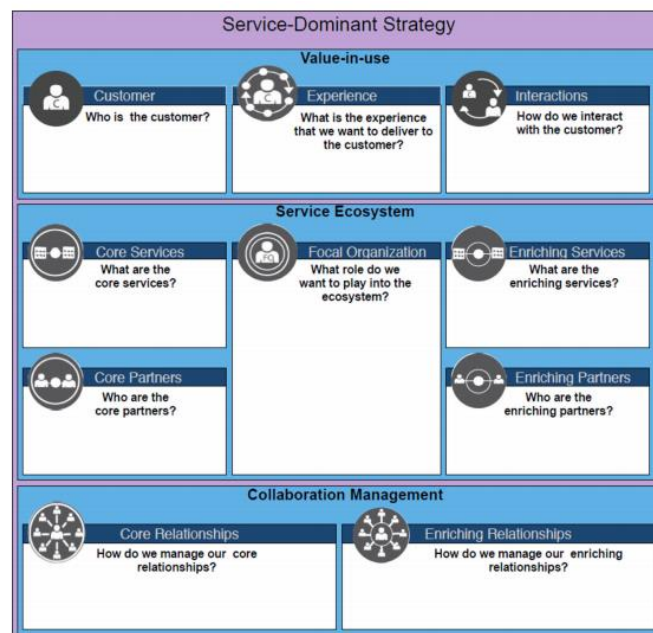 Service-Dominant Strategy
Value-in-use
Customer
Who is the customer?
Experience
What is the experience
that we want to deliver to
the customer?
Interactions
How do we interact
with the customer?
Service Ecosystem
Core Services
What are the
core services?
Focal Organization
FO
What role do we
want to play into the
ecosystem?
Enriching Services
What are the
enriching services?
Core Partners
Who are the
core partners?
Enriching Partners
Who are the
enriching partners?
Collaboration Management
Core Relationships
How do we manage our core
relationships?
Enriching Relationships
How do we manage our enriching
relationships?